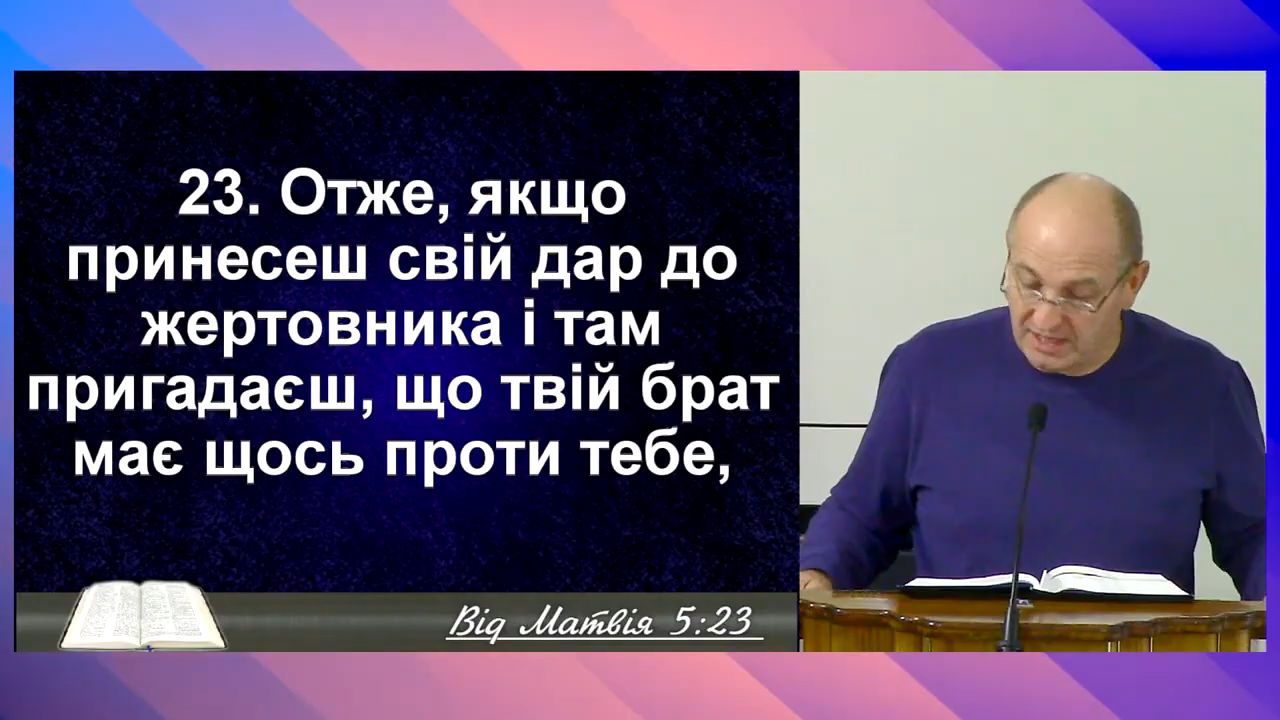 23. Отже, якщо
принесеш свій дар до
жертовника і там
пригадаєш, що твій брат
має щось проти тебе,
Від Матвія 5:23